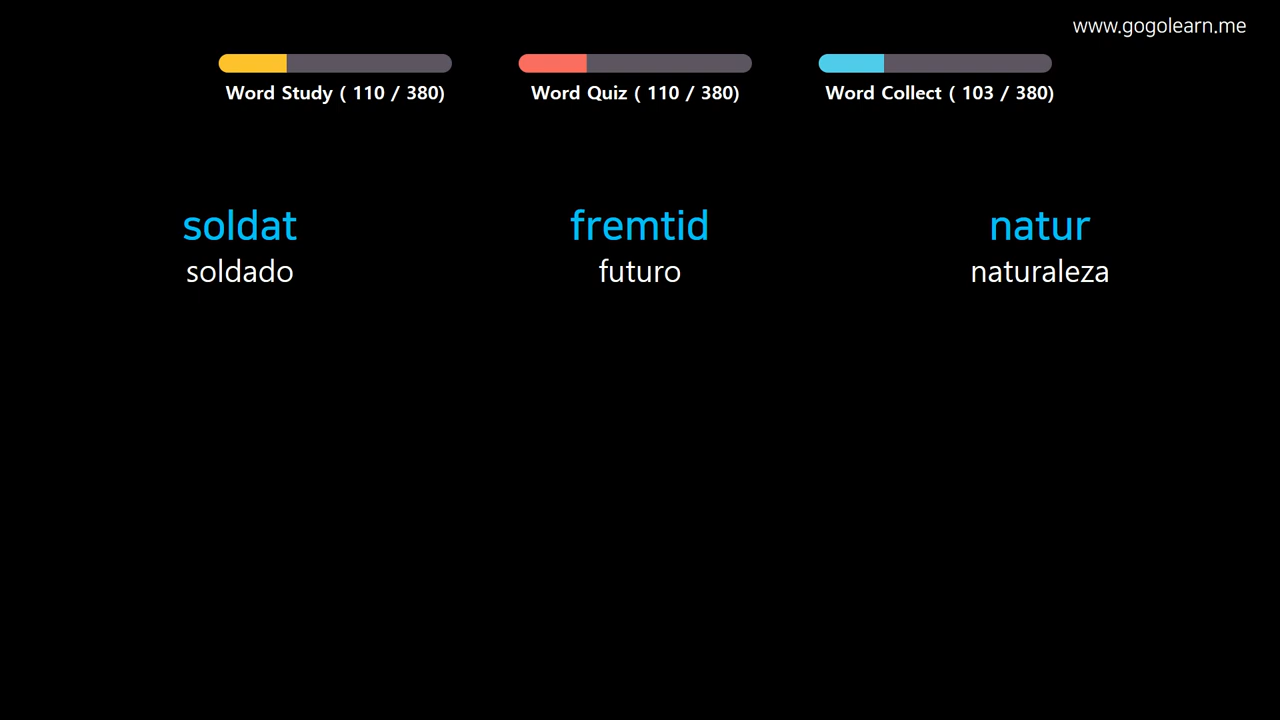 www.gogolearn.me
Word Study ( 110 / 380)
Word Quiz ( 110 / 380)
Word Collect ( 103 / 380)
soldat
soldado
fremtid
futuro
natur
naturaleza